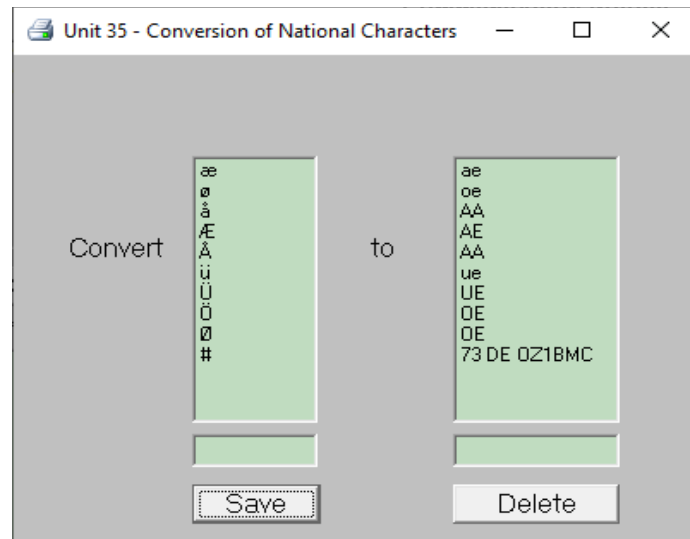 Unit 35 - Conversion of National Characters
Convert
æ
ø
å
Æ
Å
ü
Ü
Ö
Ø
#
to
ae
oe
AA
AE
AA
ue
UE
OE
OE
73 DE OZ1BMC
Save
Delete